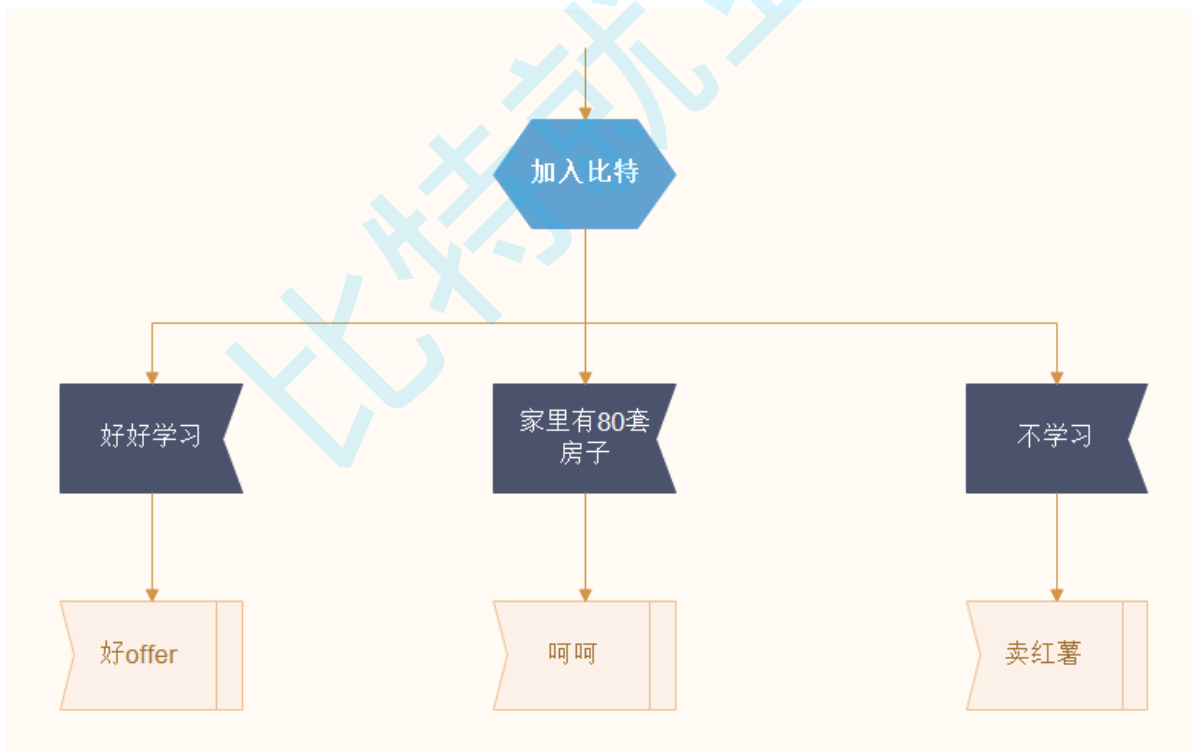 加入比特
好好学习
家里有80套
房子
不学习
好offer
呵呵
卖红薯
比特就业